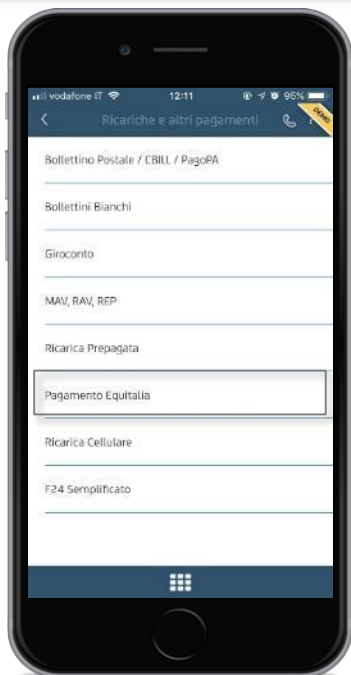 vodafone IT 12:11 96%
Ricariche e altri pagamenti
DEMO
Bollettino Postale / CBILL / PagoPA
Bollettini Bianchi
Giroconto
MAV, RAV, REP
Ricarica Prepagata
Pagamento Equitalia
Ricarica Cellulare
F24 Semplificato